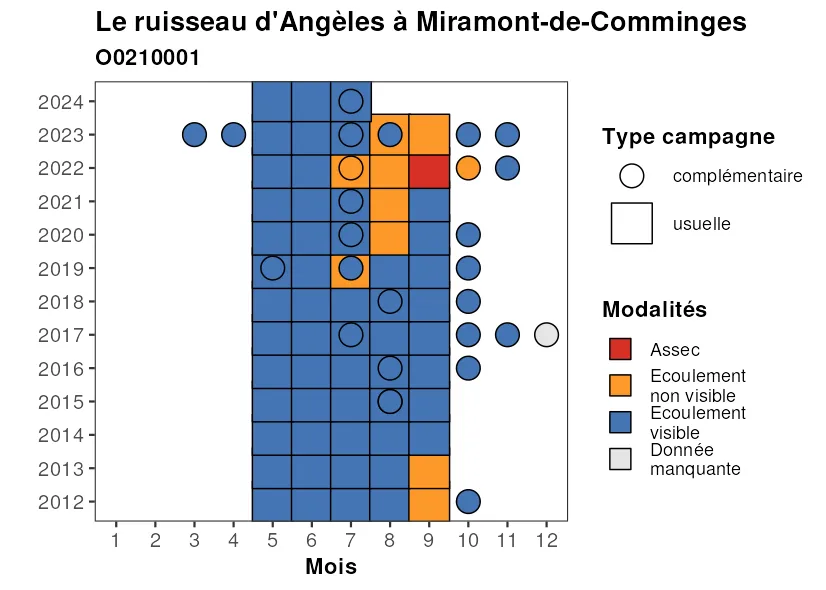 Le ruisseau d'Angèles à Miramont-de-Comminges
O0210001
2024
2023
2022
2021
2020
2019
2018
2017
2016
2015
2014
2013
2012
1 2 3 4 5 6 7 8 9 10 11 12
Mois
Type campagne
complémentaire
usuelle
Modalités
Assec
Ecoulement
non visible
Ecoulement
visible
Donnée
manquante